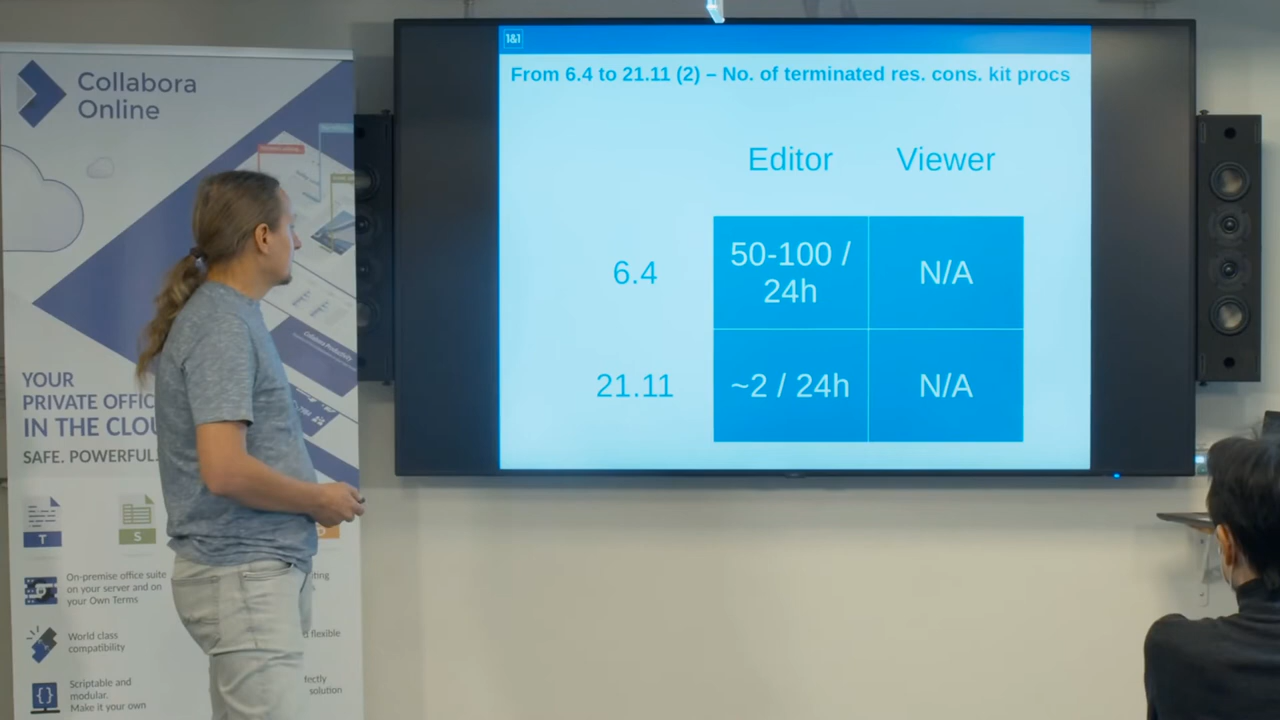 Collabora
Online
YOUR
PRIVATE OFFIC
IN THE CLOU
SAFE. POWERFUL.
T
S
On-premise office suite
on your server and on
your Own Terms
World class
compatibility
flexible
Scriptable and
modular.
Make it your own
solution
Collabora Productivity
1&1
From 6.4 to 21.11 (2) – No. of terminated res. cons. kit procs
Editor Viewer
6.4 50-100 / 24h N/A
21.11 ~2 / 24h N/A